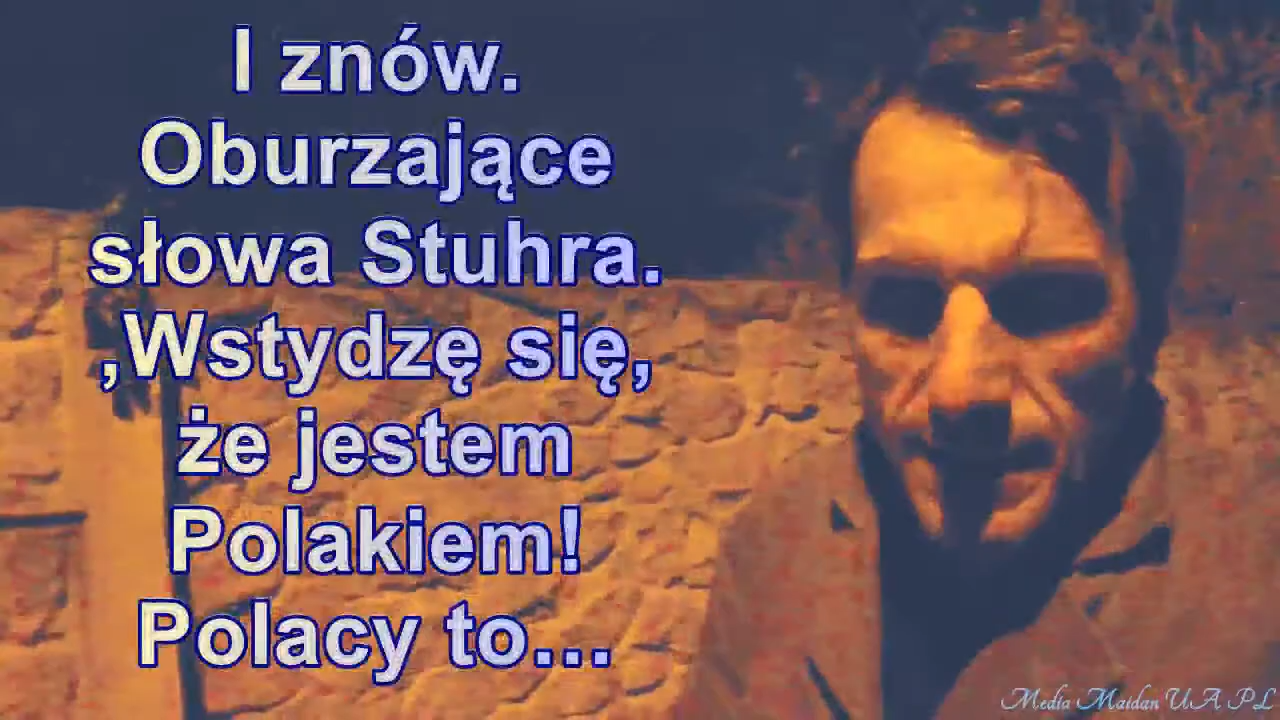 I znów.
Oburzające
słowa Stuhra.
,Wstydzę się,
że jestem
Polakiem!
Polacy to...
Media Maidan UA PL